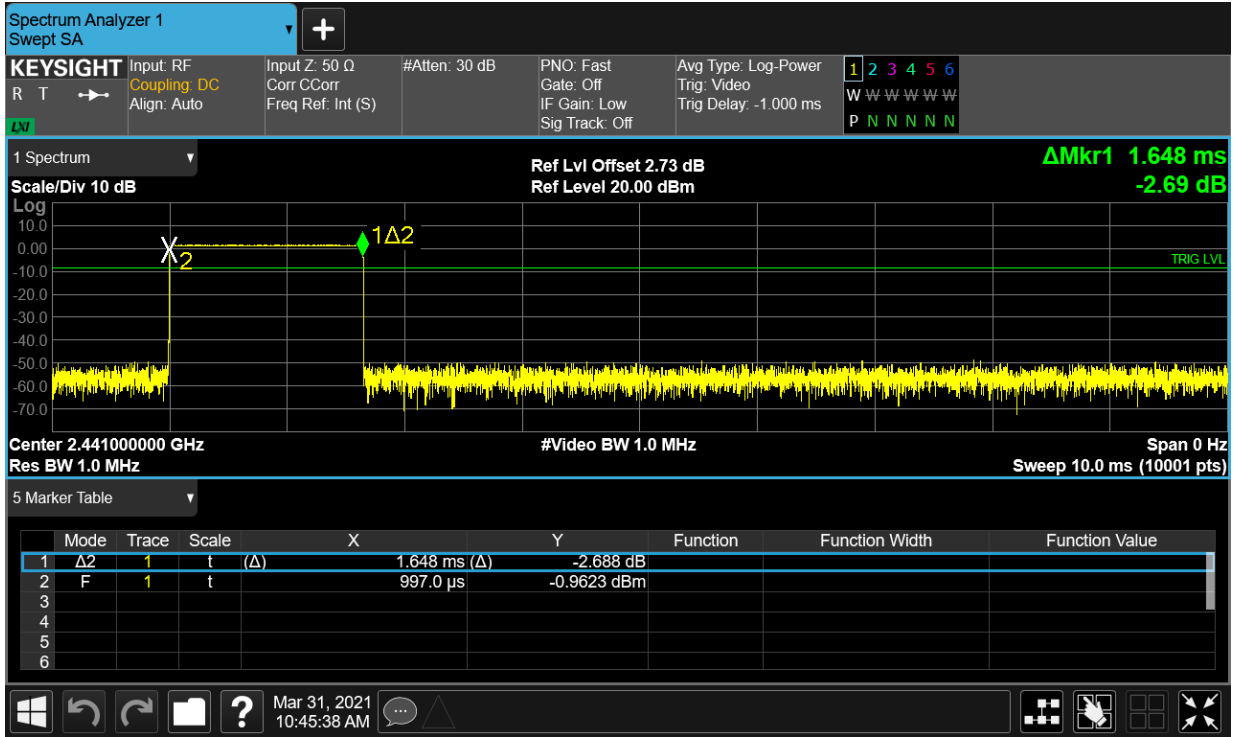 Spectrum Analyzer 1
Swept SA
KEYSIGHT
R T
LXI
Input: RF
Coupling: DC
Align: Auto
Input Z: 50 Ω
Corr CCorr
Freq Ref: Int (S)
#Atten: 30 dB
PNO: Fast
Gate: Off
IF Gain: Low
Sig Track: Off
Avg Type: Log-Power
Trig: Video
Trig Delay: -1.000 ms
1 2 3 4 5 6
W W W W W W
P N N N N N
1 Spectrum
Scale/Div 10 dB
Ref Lvl Offset 2.73 dB
Ref Level 20.00 dBm
ΔMkr1 1.648 ms
-2.69 dB
Log
10.0
0.00
-10.0
-20.0
-30.0
-40.0
-50.0
-60.0
-70.0
X
2
1Δ2
TRIG LVL
Center 2.441000000 GHz
Res BW 1.0 MHz
#Video BW 1.0 MHz
Span 0 Hz
Sweep 10.0 ms (10001 pts)
5 Marker Table
Mode Trace Scale X Y Function Function Width Function Value
1 Δ2 1 t (Δ) 1.648 ms (Δ) -2.688 dB
2 F 1 t 997.0 µs -0.9623 dBm
3
4
5
6
?
Mar 31, 2021
10:45:38 AM